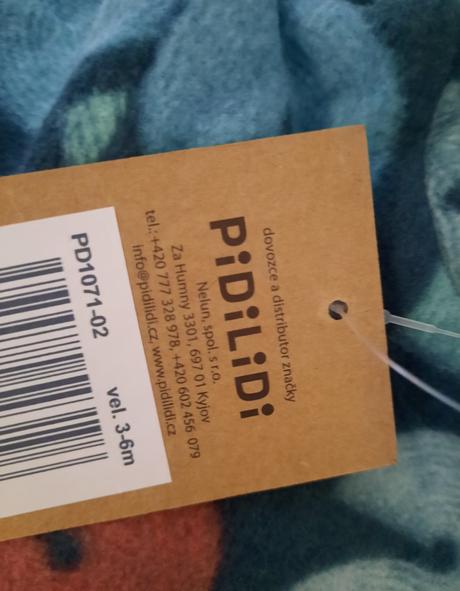 dovozce a distributor značky
PiDiLiDi
Nelun, spol. s r.o.
Za Humny 3301, 697 01 Kyjov
tel.: +420 777 328 978, +420 602 456 079
info@pidilidi.cz, www.pidilidi.cz
PD1071-02 vel. 3-6m